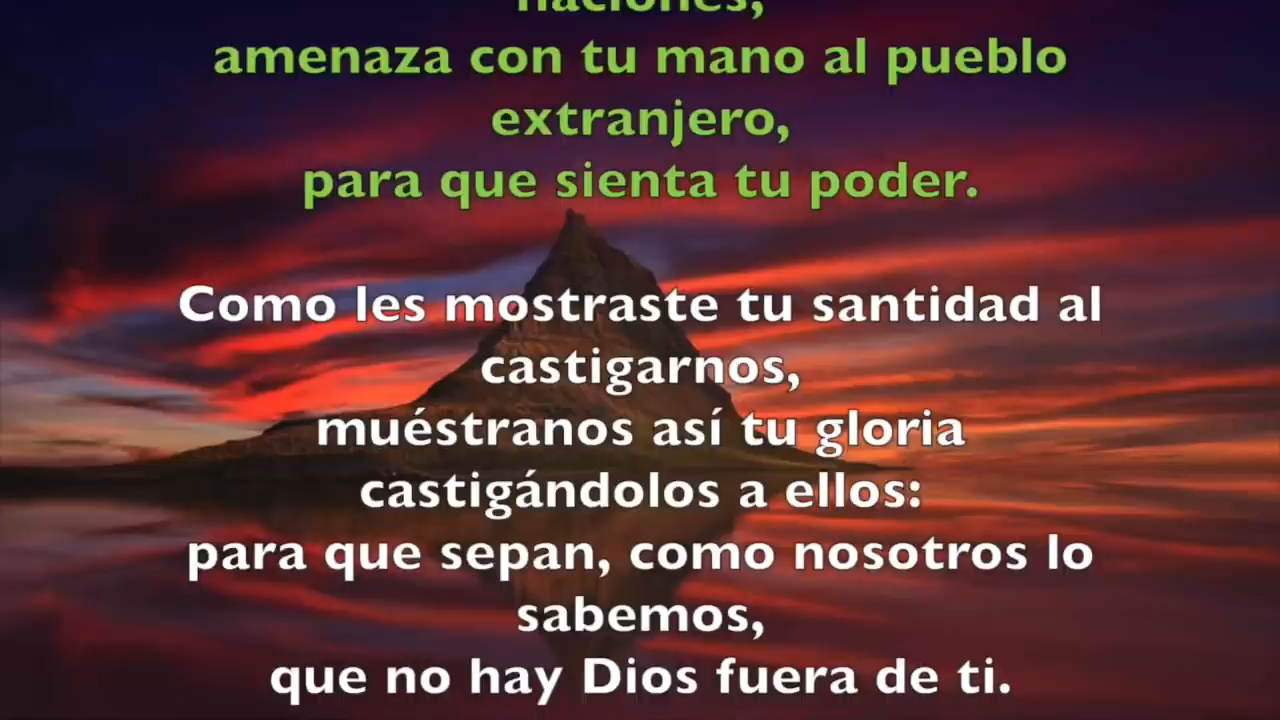 naciones,
amenaza con tu mano al pueblo
extranjero,
para que sienta tu poder.
Como les mostraste tu santidad al
castigarnos,
muéstranos así tu gloria
castigándolos a ellos:
para que sepan, como nosotros lo
sabemos,
que no hay Dios fuera de ti.